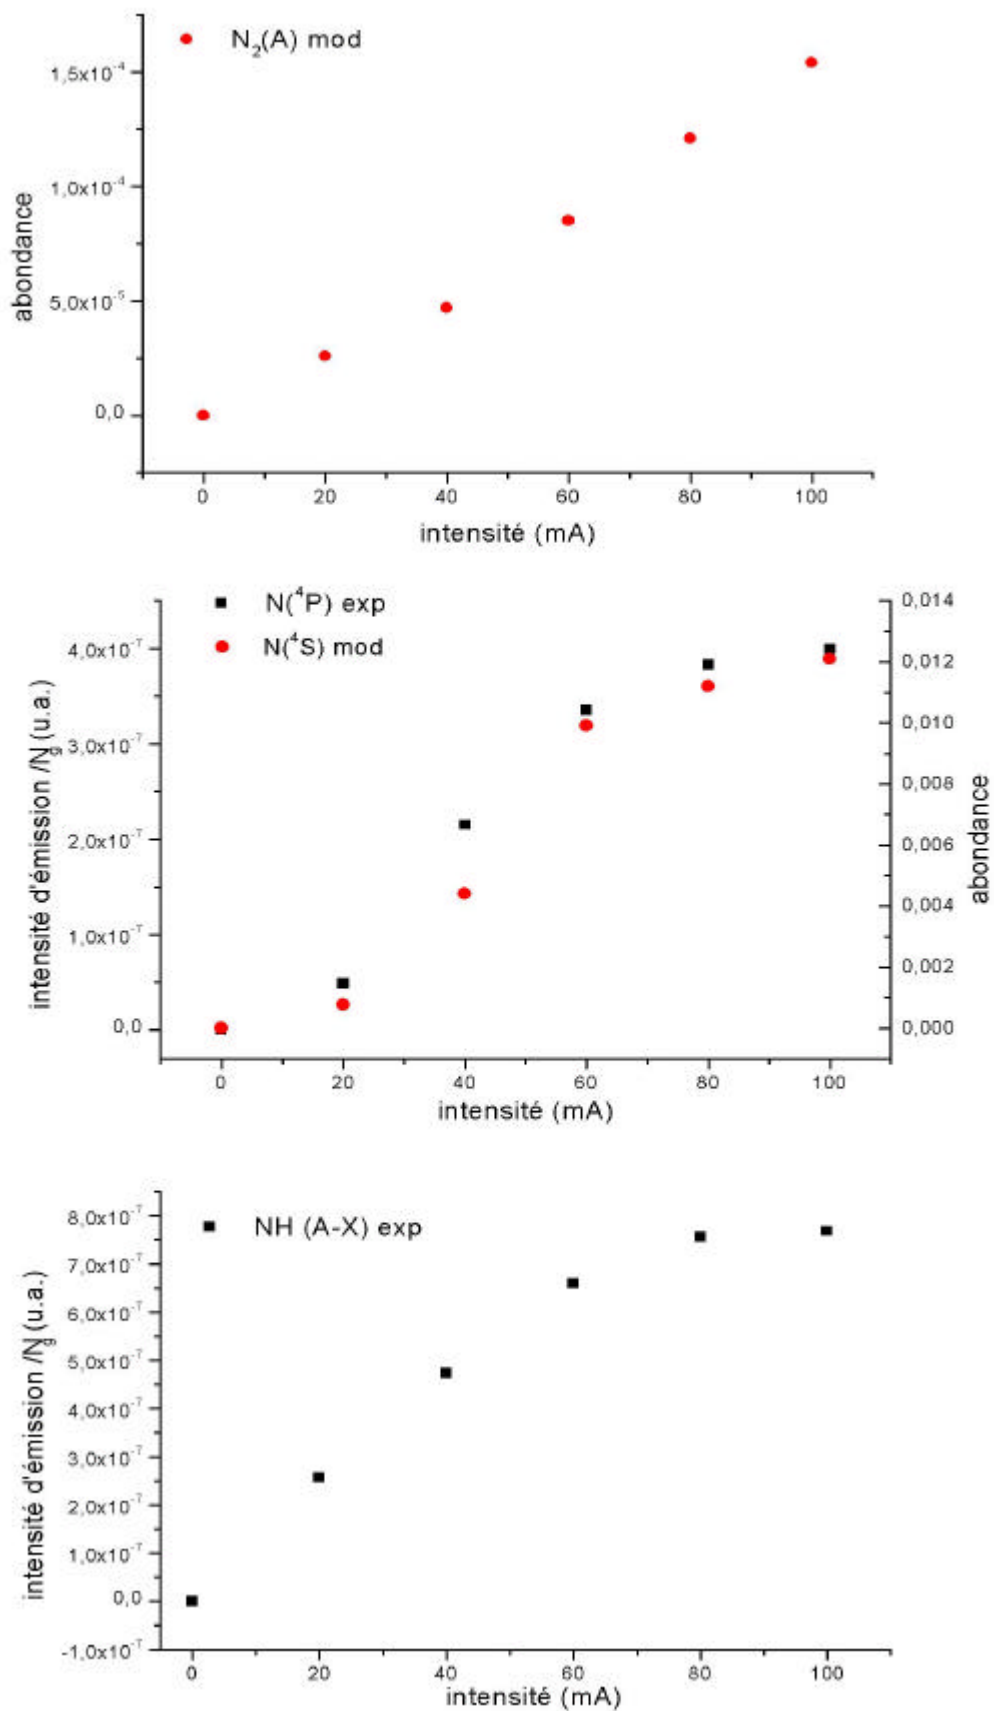 N₂(A) mod
1,5x10⁻⁴
1,0x10⁻⁴
5,0x10⁻⁵
0,0
abondance
0 20 40 60 80 100
intensité (mA)
N(⁴P) exp
N(⁴S) mod
4,0x10⁻⁷
3,0x10⁻⁷
2,0x10⁻⁷
1,0x10⁻⁷
0,0
intensité d'émission /N_g (u.a.)
0,014
0,012
0,010
0,008
0,006
0,004
0,002
0,000
abondance
0 20 40 60 80 100
intensité (mA)
NH (A-X) exp
8,0x10⁻⁷
7,0x10⁻⁷
6,0x10⁻⁷
5,0x10⁻⁷
4,0x10⁻⁷
3,0x10⁻⁷
2,0x10⁻⁷
1,0x10⁻⁷
0,0
-1,0x10⁻⁷
intensité d'émission /N_g (u.a.)
0 20 40 60 80 100
intensité (mA)